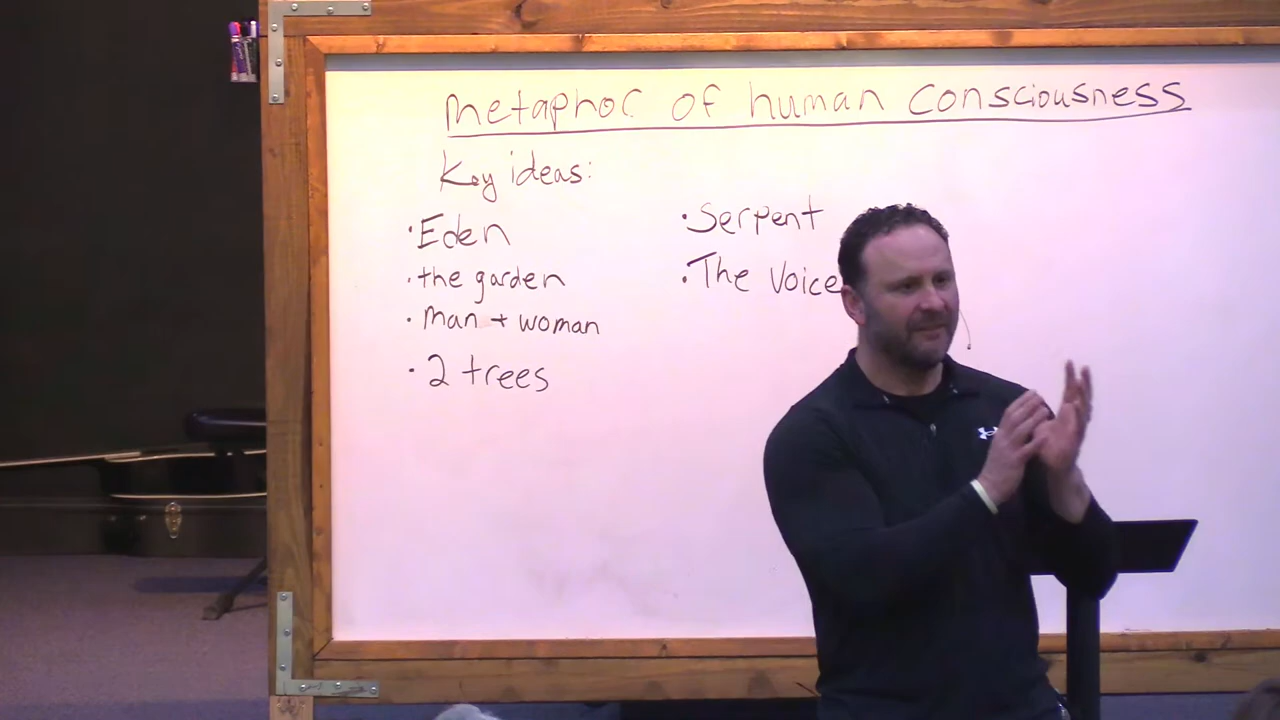 metaphor of human consciousness
Key ideas:
• Eden
• the garden
• man + woman
• 2 trees
• Serpent
• The Voice